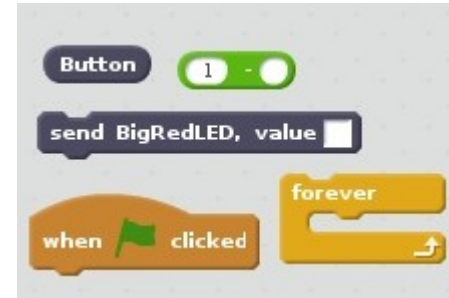 Button
1 -
send BigRedLED, value
forever
when clicked